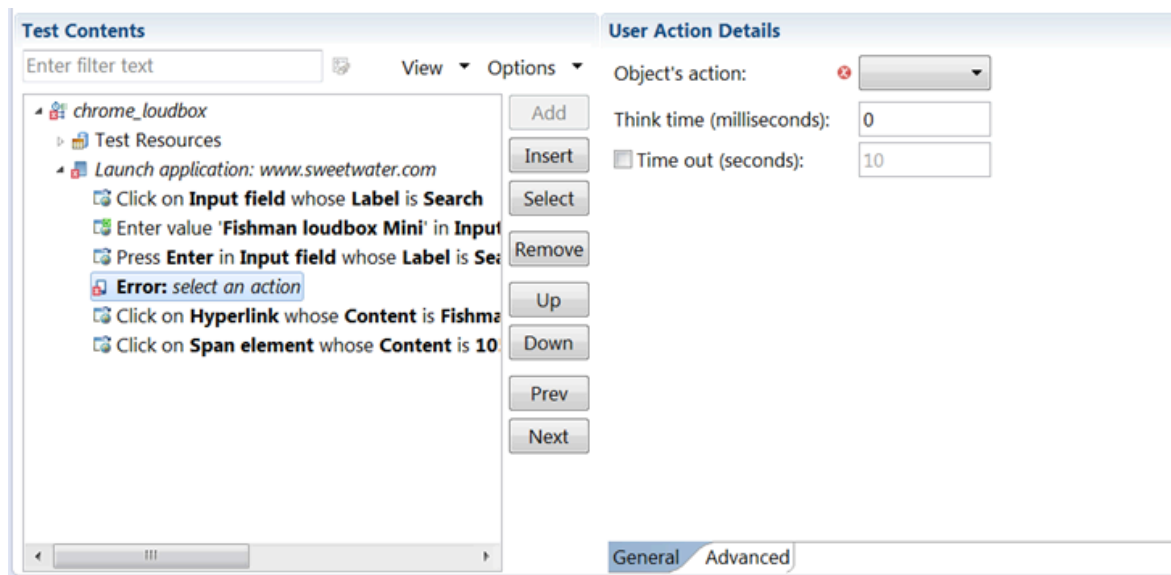 Test Contents
Enter filter text
View
Options
chrome_loudbox
Test Resources
Launch application: www.sweetwater.com
Click on Input field whose Label is Search
Enter value 'Fishman loudbox Mini' in Input
Press Enter in Input field whose Label is Sea
Error: select an action
Click on Hyperlink whose Content is Fishma
Click on Span element whose Content is 10
Add
Insert
Select
Remove
Up
Down
Prev
Next
User Action Details
Object's action:
Think time (milliseconds): 0
Time out (seconds): 10
General Advanced